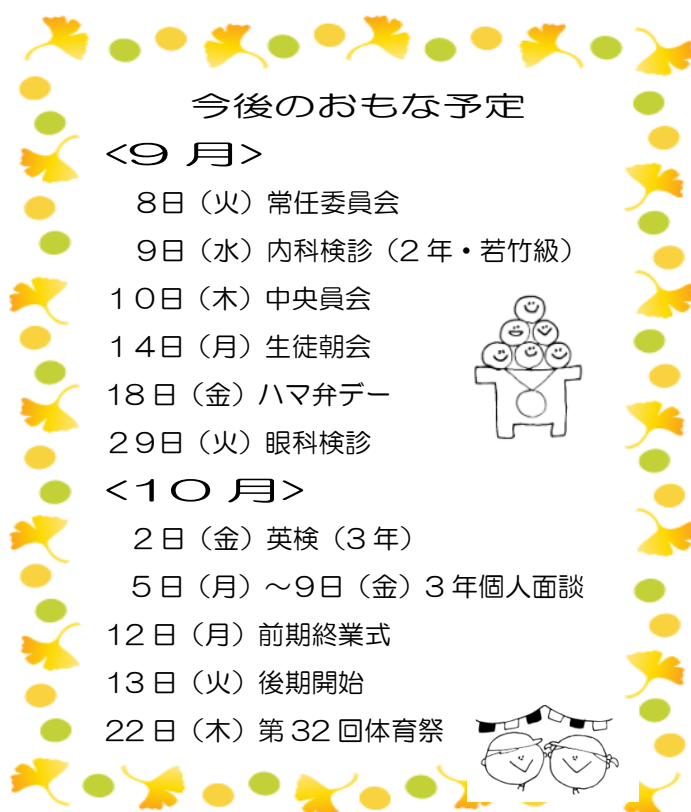 今後のおもな予定
<9 月>
8日（火）常任委員会
9日（水）内科検診（2年・若竹級）
10日（木）中央員会
14日（月）生徒朝会
18日（金）ハマ弁デー
29日（火）眼科検診
<10 月>
2日（金）英検（3年）
5日（月）～9日（金）3年個人面談
12日（月）前期終業式
13日（火）後期開始
22日（木）第32回体育祭